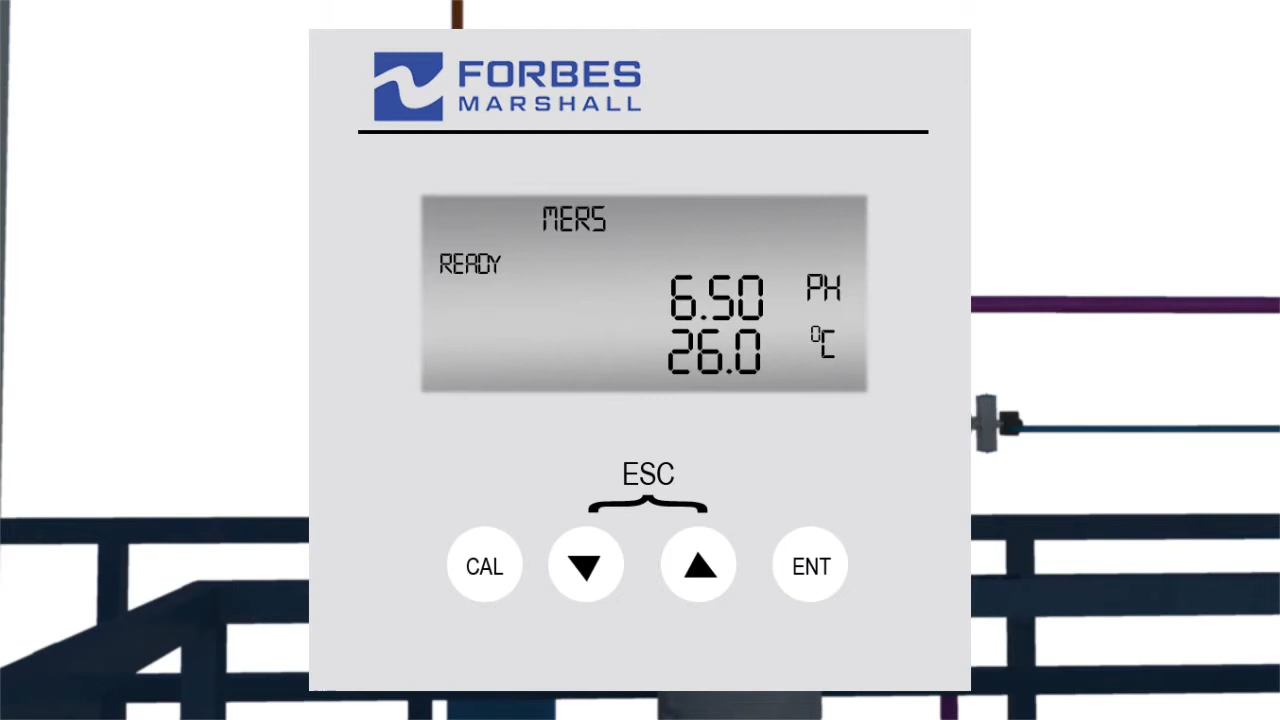 FORBES
MARSHALL
MERS
READY
6.50 PH
26.0 °C
ESC
CAL ▼ ▲ ENT